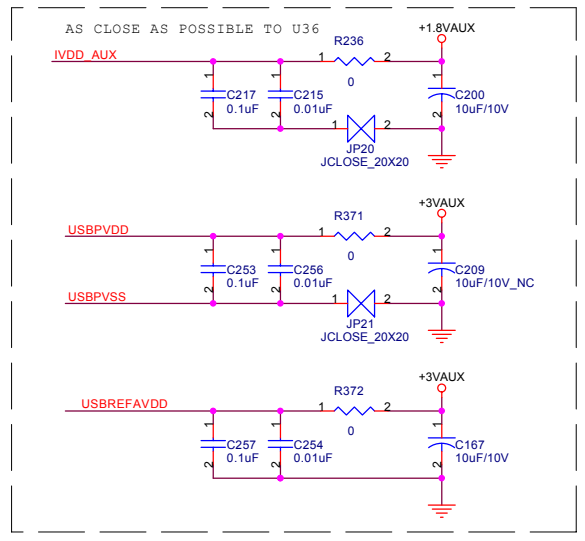 AS CLOSE AS POSSIBLE TO U36
+1.8VAUX
IVDD_AUX
R236
1 2
0
1 1 1
C217 C215 C200
0.1uF 0.01uF 10uF/10V
2 2 2
1 2
JP20
JCLOSE_20X20
+3VAUX
USBPVDD
R371
1 2
0
1 1 1
C253 C256 C209
0.1uF 0.01uF 10uF/10V_NC
2 2 2
USBPVSS
1 2
JP21
JCLOSE_20X20
+3VAUX
USBREFAVDD
R372
1 2
0
1 1 1
C257 C254 C167
0.1uF 0.01uF 10uF/10V
2 2 2